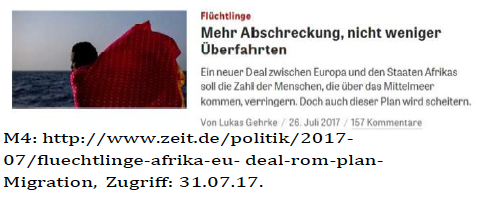 Flüchtlinge
Mehr Abschreckung, nicht weniger
Überfahrten
Ein neuer Deal zwischen Europa und den Staaten Afrikas
soll die Zahl der Menschen, die über das Mittelmeer
kommen, verringern. Doch auch dieser Plan wird scheitern.
Von Lukas Gehrke / 26. Juli 2017 / 157 Kommentare
M4: http://www.zeit.de/politik/2017-
07/fluechtlinge-afrika-eu- deal-rom-plan-
Migration, Zugriff: 31.07.17.